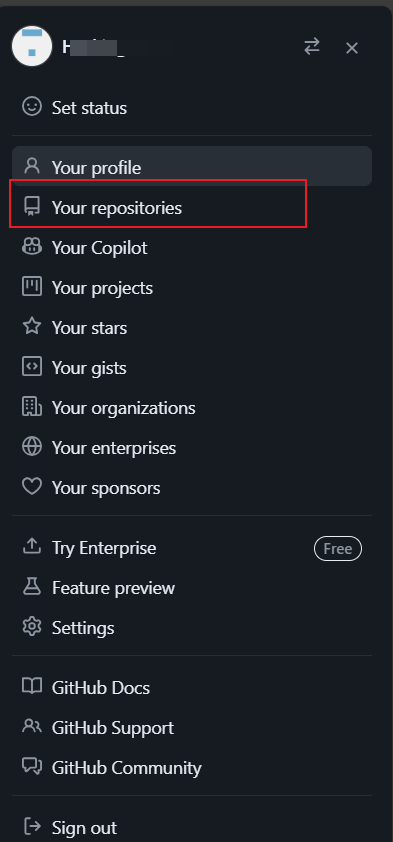 Set status
Your profile
Your repositories
Your Copilot
Your projects
Your stars
Your gists
Your organizations
Your enterprises
Your sponsors
Try Enterprise Free
Feature preview
Settings
GitHub Docs
GitHub Support
GitHub Community
Sign out